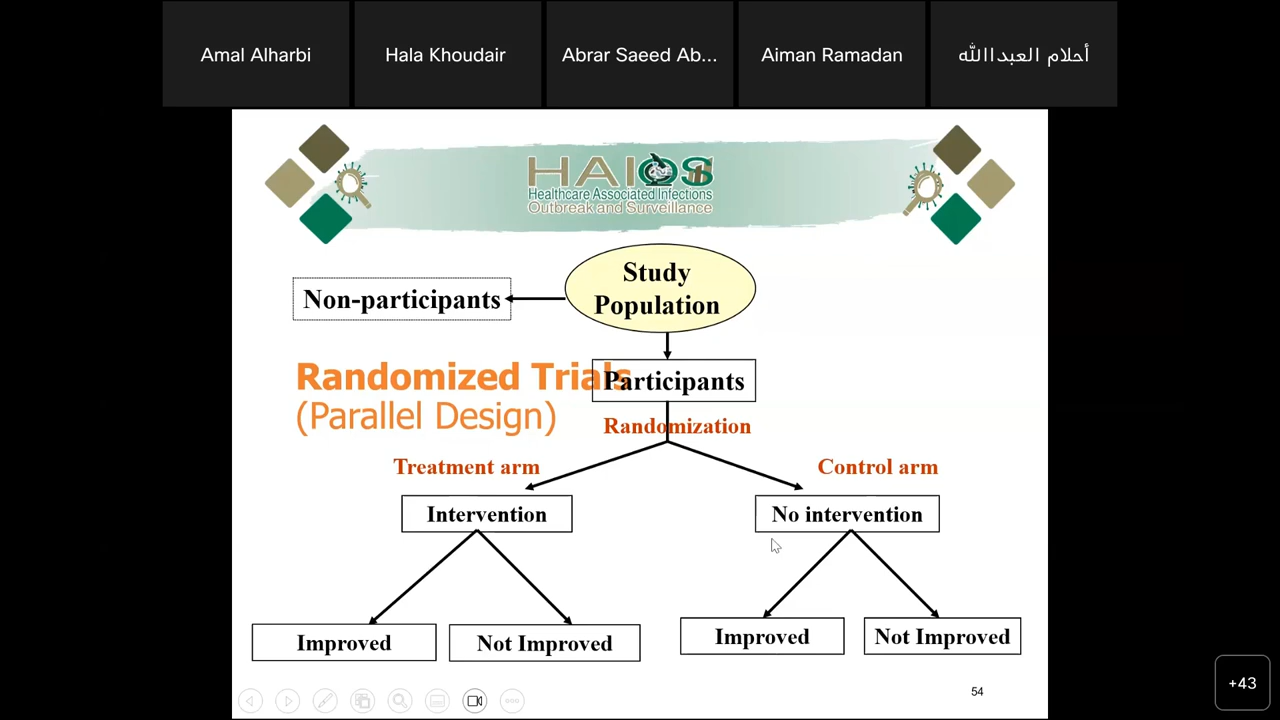 Amal Alharbi
Hala Khoudair
Abrar Saeed Ab...
Aiman Ramadan
أحلام العبداالله
HAIOS
Healthcare Associated Infections
Outbreak and Surveillance
Study
Population
Non-participants
Randomized Trials
(Parallel Design)
Participants
Randomization
Treatment arm
Control arm
Intervention
No intervention
Improved
Not Improved
Improved
Not Improved
54
+43